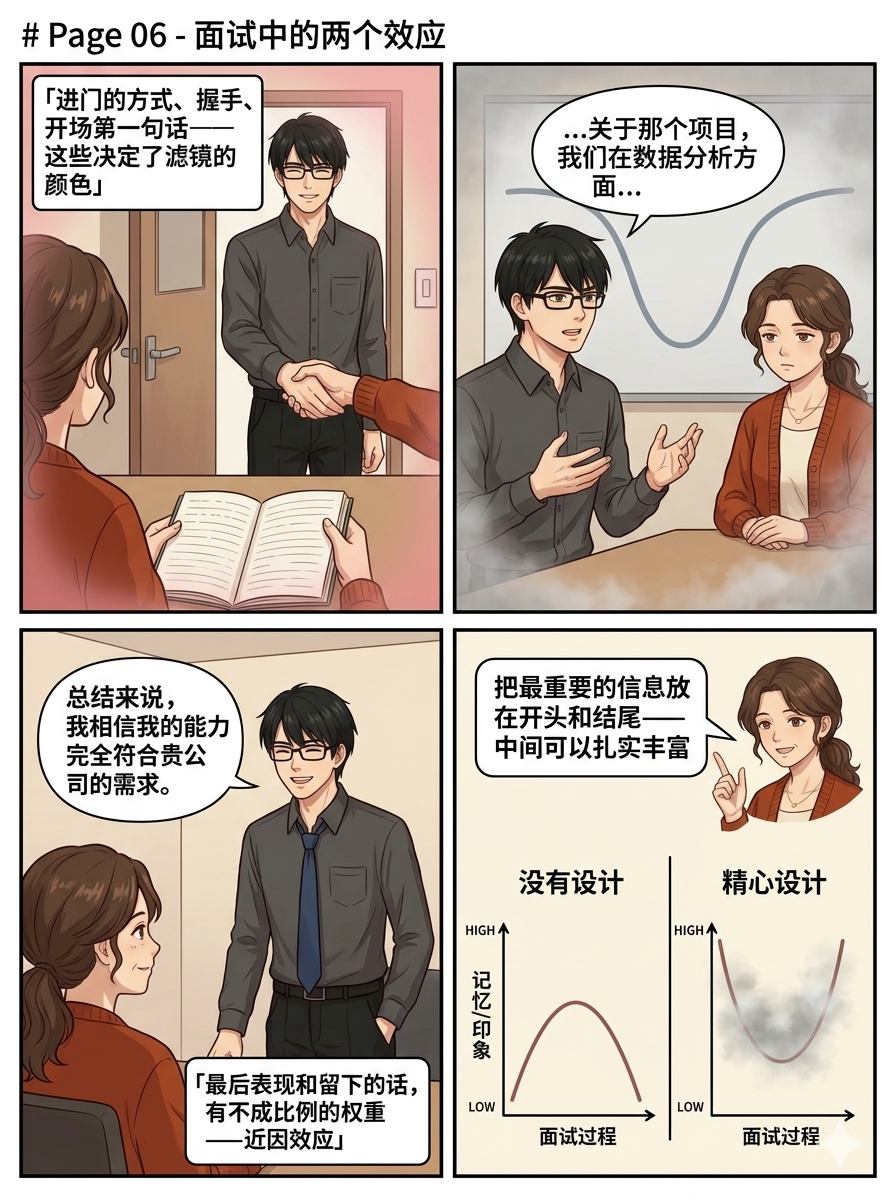 # Page 06 - 面试中的两个效应
「进门的方式、握手、
开场第一句话——
这些决定了滤镜的
颜色」
…关于那个项目，
我们在数据分析方
面…
总结来说，
我相信我的能力
完全符合贵公
司的需求。
「最后表现和留下的话，
有不成比例的权重
——近因效应」
把最重要的信息放
在开头和结尾——
中间可以扎实丰富
没有设计
HIGH
记忆/印象
LOW
面试过程
精心设计
HIGH
LOW
面试过程